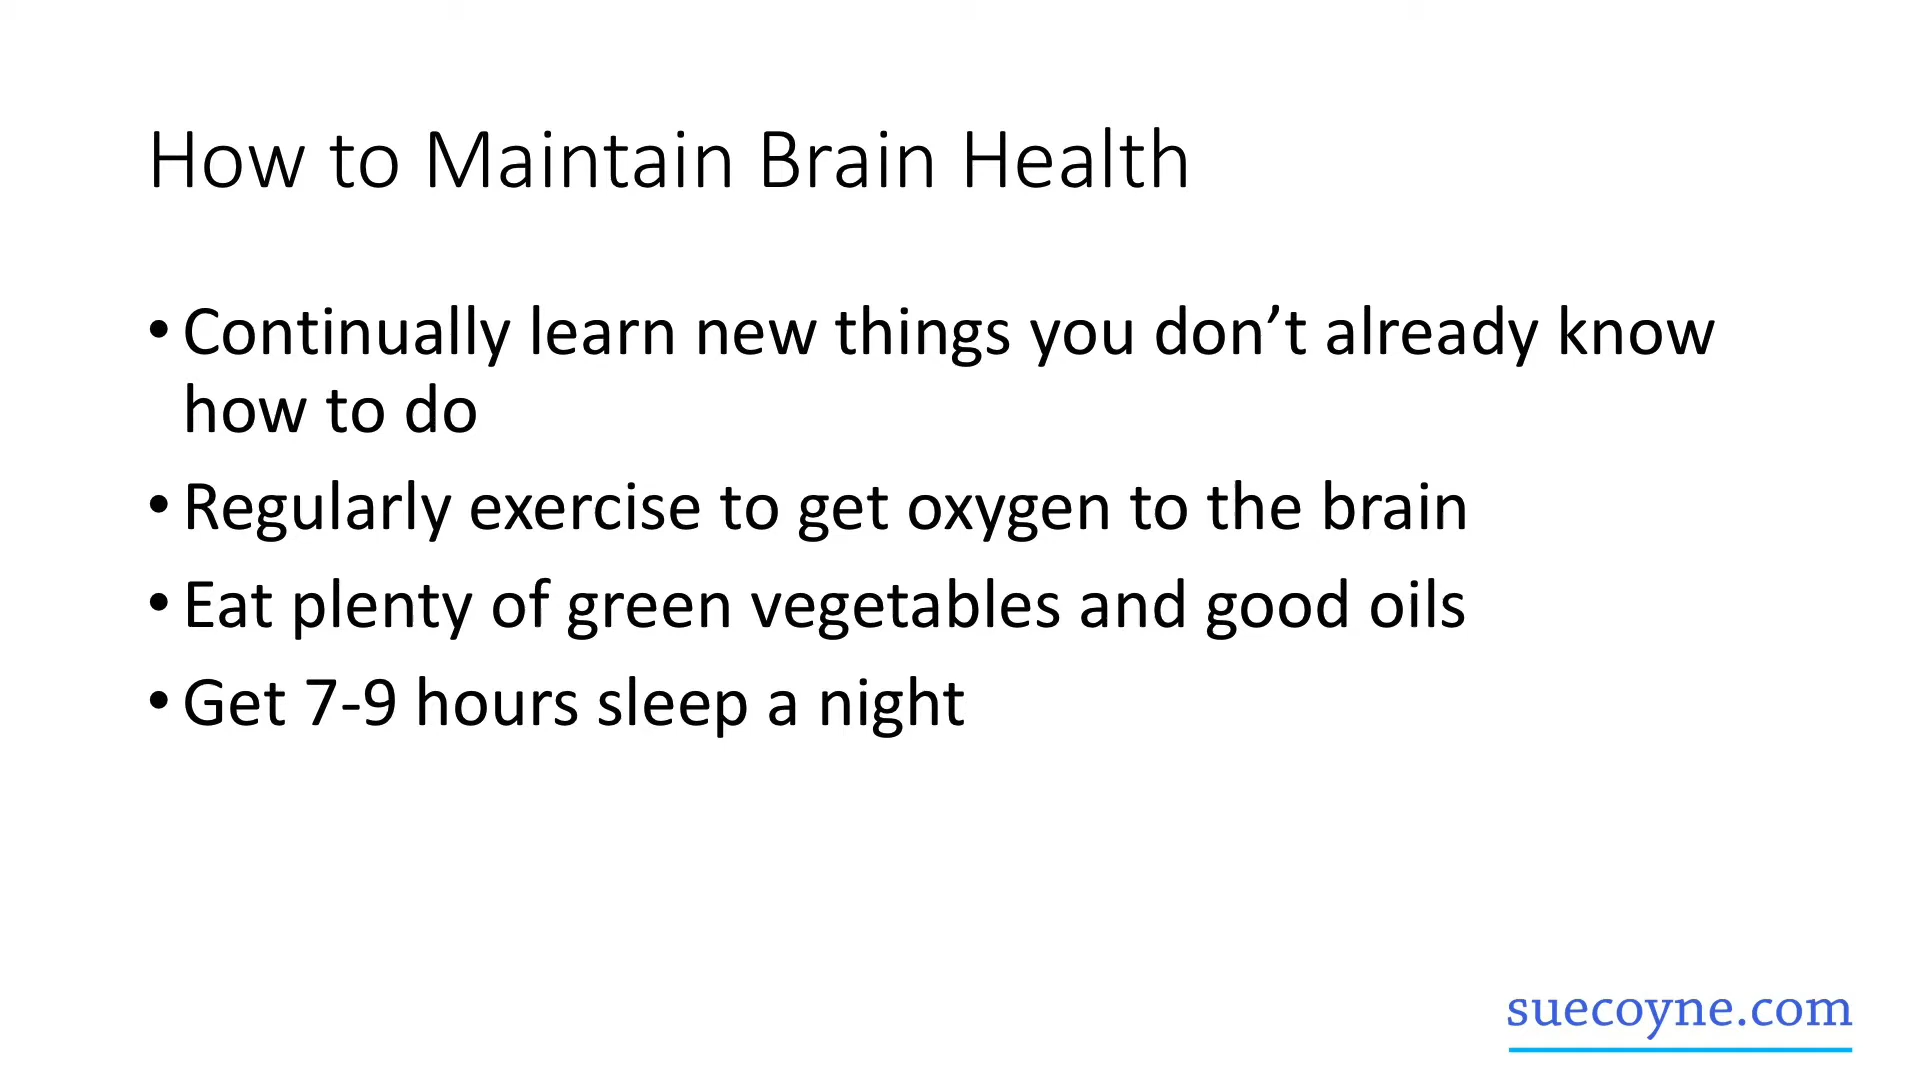 How to Maintain Brain Health
• Continually learn new things you don’t already know
how to do
• Regularly exercise to get oxygen to the brain
• Eat plenty of green vegetables and good oils
• Get 7-9 hours sleep a night
suecoyne.com